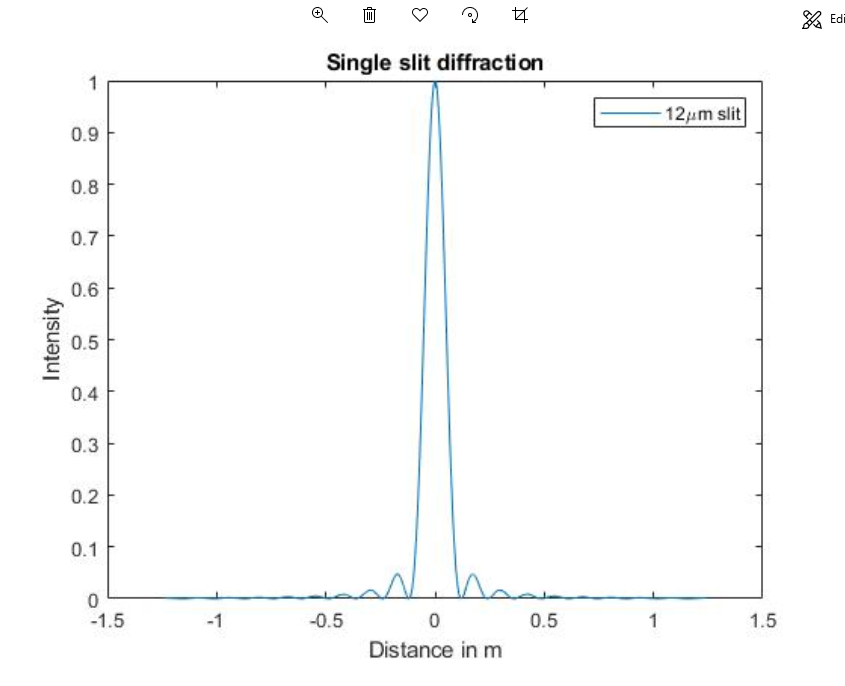 Edi
Single slit diffraction
12μm slit
1
0.9
0.8
0.7
0.6
0.5
0.4
0.3
0.2
0.1
0
Intensity
-1.5 -1 -0.5 0 0.5 1 1.5
Distance in m